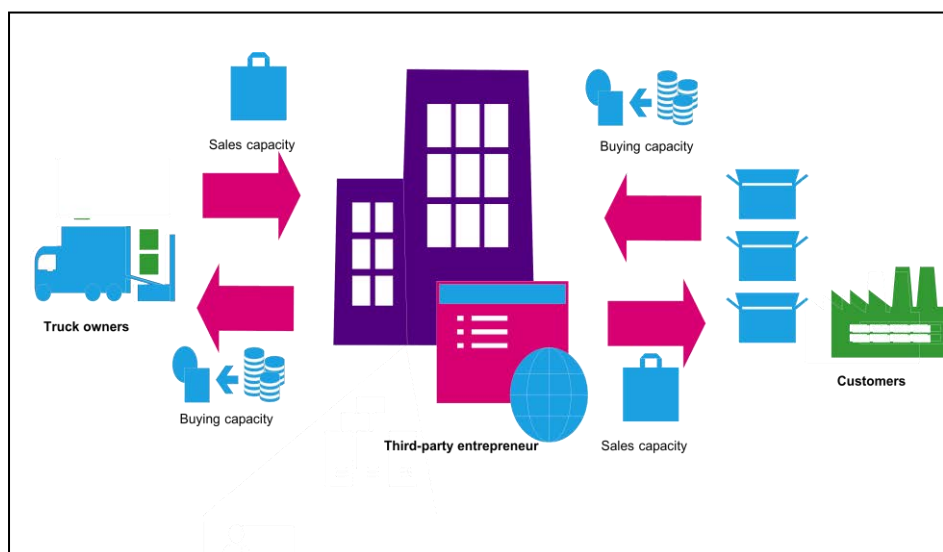 Sales capacity
Buying capacity
Truck owners
Buying capacity
Customers
Third-party entrepreneur
Sales capacity